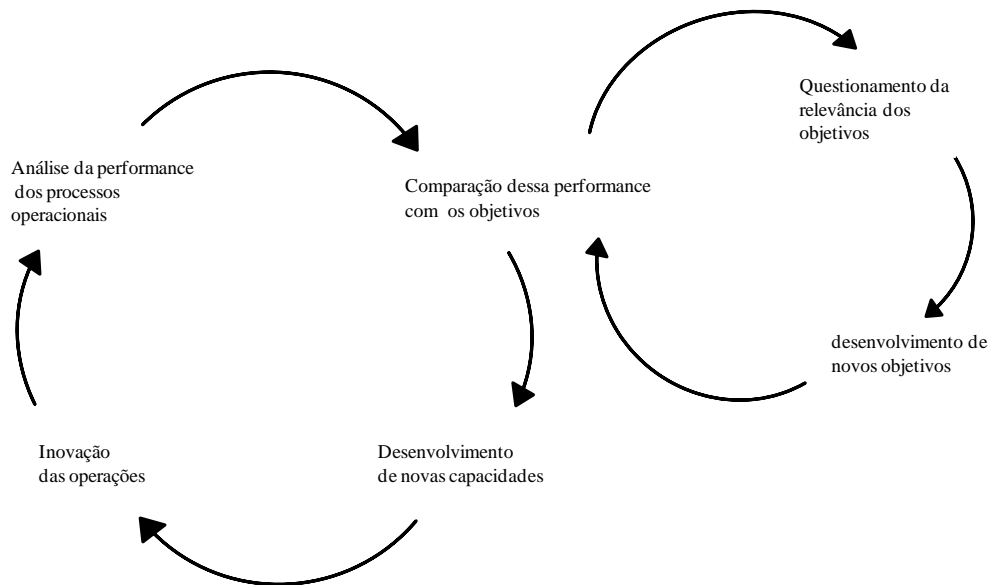 Análise da performance
dos processos
operacionais
Comparação dessa performance
com os objetivos
Questionamento da
relevância dos
objetivos
desenvolvimento de
novos objetivos
Desenvolvimento
de novas capacidades
Inovação
das operações